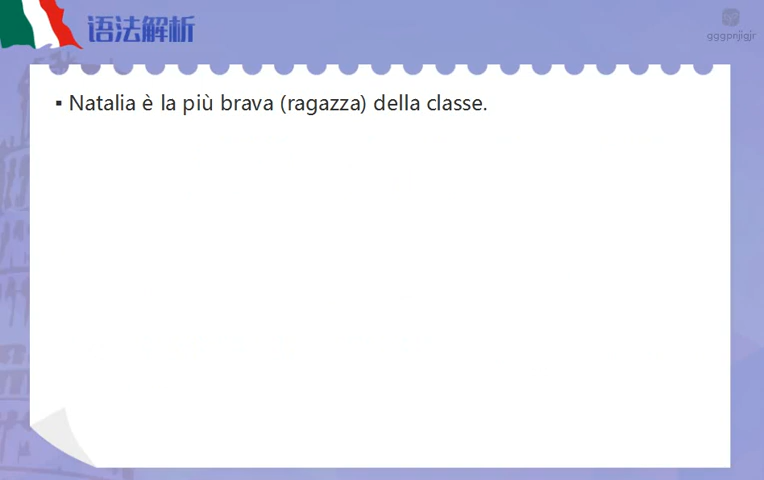 语法解析
gggpnjigjr
▪ Natalia è la più brava (ragazza) della classe.